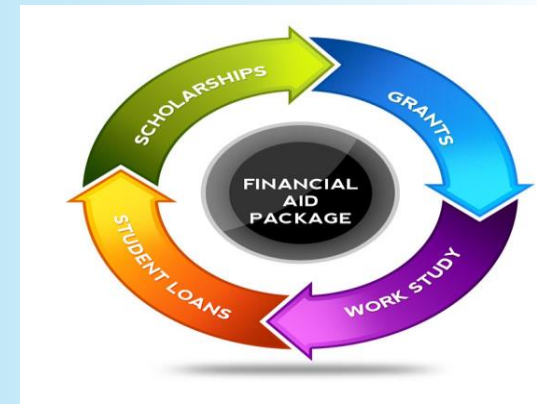 SCHOLARSHIPS
GRANTS
FINANCIAL
AID
PACKAGE
STUDENT LOANS
WORK STUDY